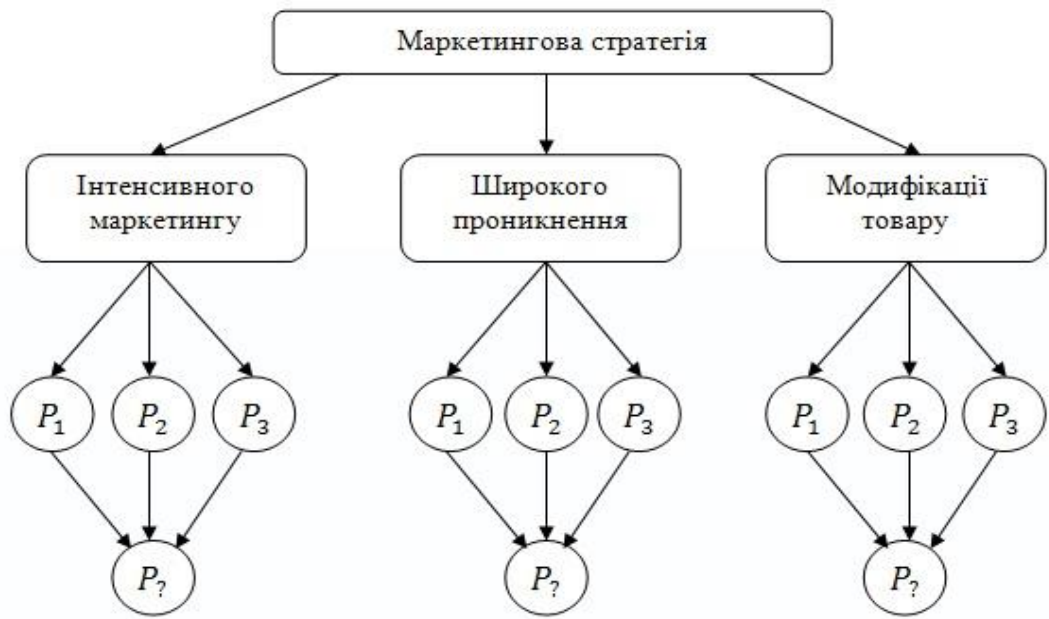 Маркетингова стратегія
Інтенсивного
маркетингу
Широкого
проникнення
Модифікації
товару
P₁ P₂ P₃ P₁ P₂ P₃ P₁ P₂ P₃
P? P? P?